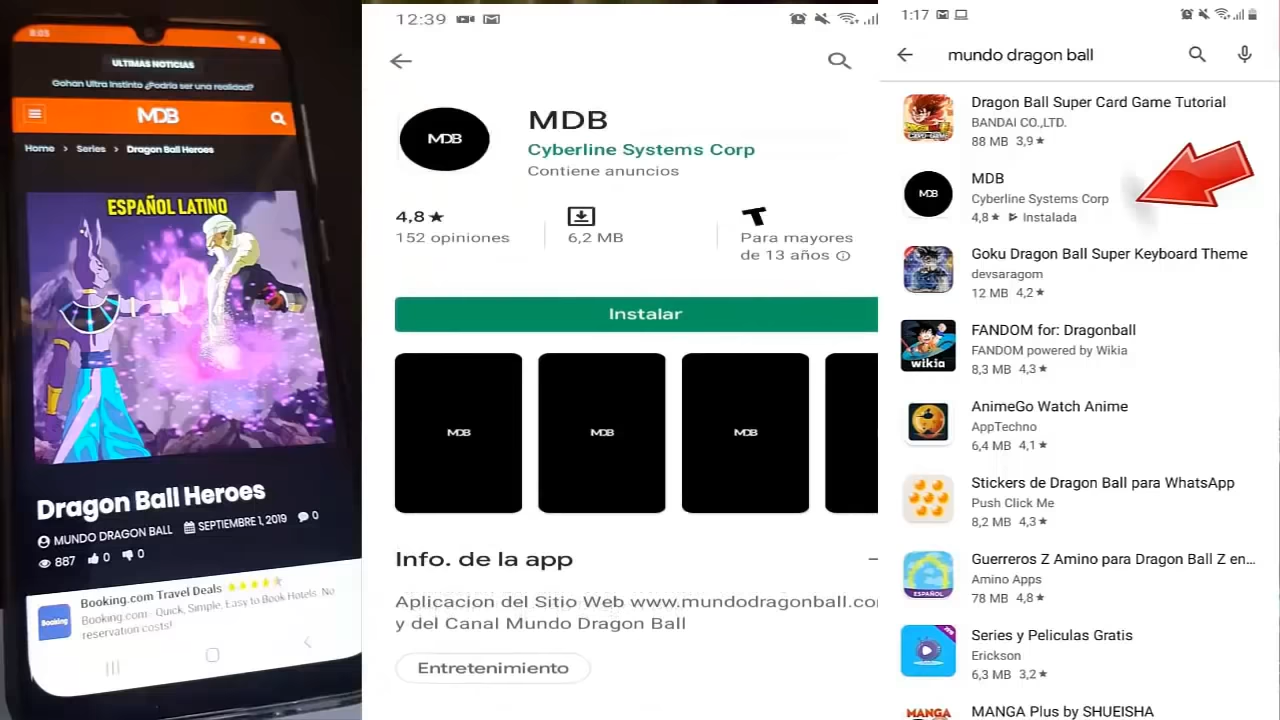 8:05
ULTIMAS NOTICIAS
Gohan Ultra Instinto ¿Podria ser una realidad?
MDB
Home > Series > Dragon Ball Heroes
ESPAÑOL LATINO
Dragon Ball Heroes
MUNDO DRAGON BALL SEPTIEMBRE 1, 2019 0
887 0 0
Booking.com Travel Deals
Booking.com - Quick, Simple, Easy to Book Hotels. No
reservation costs!
Booking
12:39
MDB
MDB
Cyberline Systems Corp
Contiene anuncios
4,8★
152 opiniones
6,2 MB
Para mayores
de 13 años
Instalar
MDB
MDB
MDB
Info. de la app
Aplicacion del Sitio Web www.mundodragonball.co
y del Canal Mundo Dragon Ball
Entretenimiento
1:17
mundo dragon ball
Dragon Ball Super Card Game Tutorial
BANDAI CO.,LTD.
88 MB 3,9★
MDB
MDB
Cyberline Systems Corp
4,8★ Instalada
Goku Dragon Ball Super Keyboard Theme
devsaragom
12 MB 4,2★
FANDOM for: Dragonball
FANDOM powered by Wikia
8,3 MB 4,3★
wikia
AnimeGo Watch Anime
AppTechno
6,4 MB 4,1★
Stickers de Dragon Ball para WhatsApp
Push Click Me
8,2 MB 4,3★
Guerreros Z Amino para Dragon Ball Z en...
Amino Apps
78 MB 4,8★
ESPAÑOL
Series y Peliculas Gratis
Erickson
6,3 MB 3,2★
MANGA Plus by SHUEISHA
MANGA